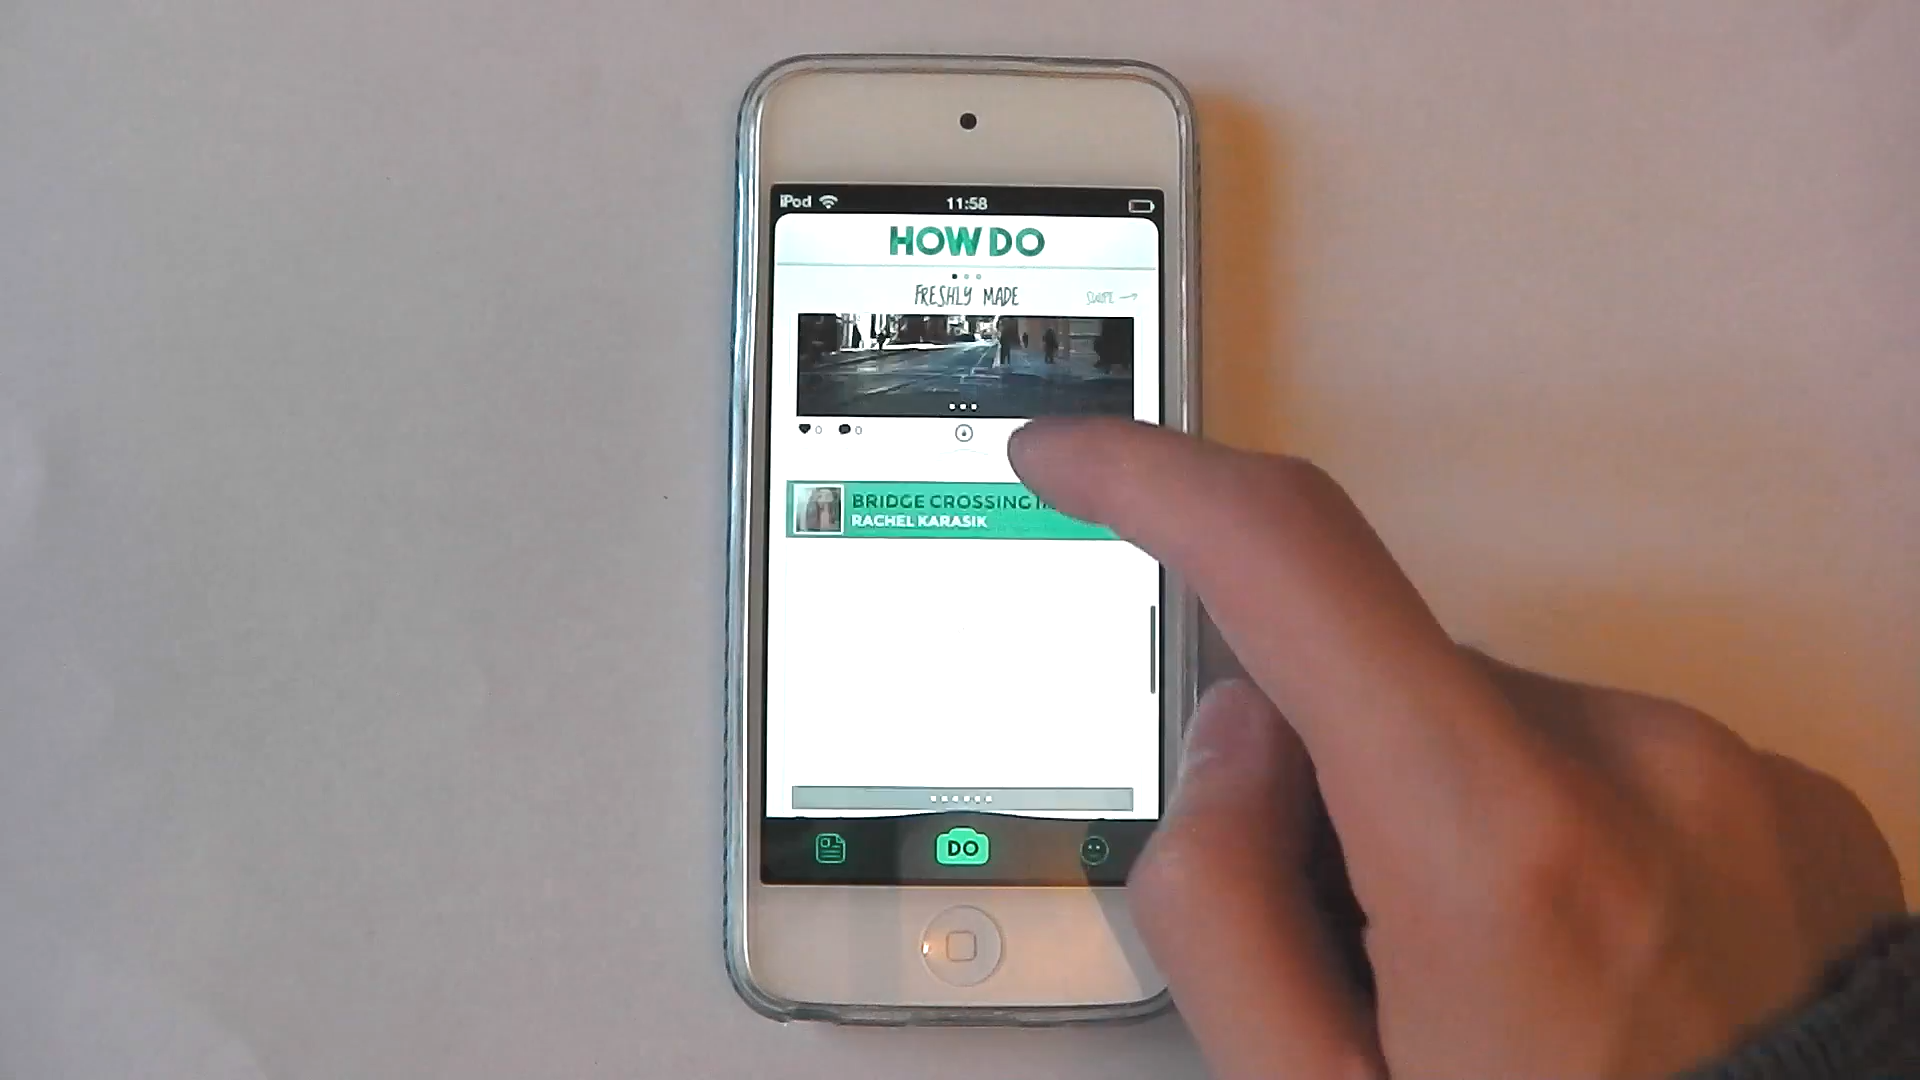 iPod 11:58
HOW DO
FRESHLY MADE
SWIPE
0 0
BRIDGE CROSSING
RACHEL KARASIK
DO